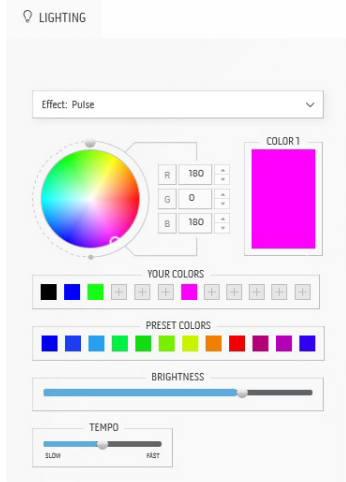 LIGHTING
Effect: Pulse
COLOR 1
R 180
G 0
B 180
YOUR COLORS
PRESET COLORS
BRIGHTNESS
TEMPO
SLOW FAST